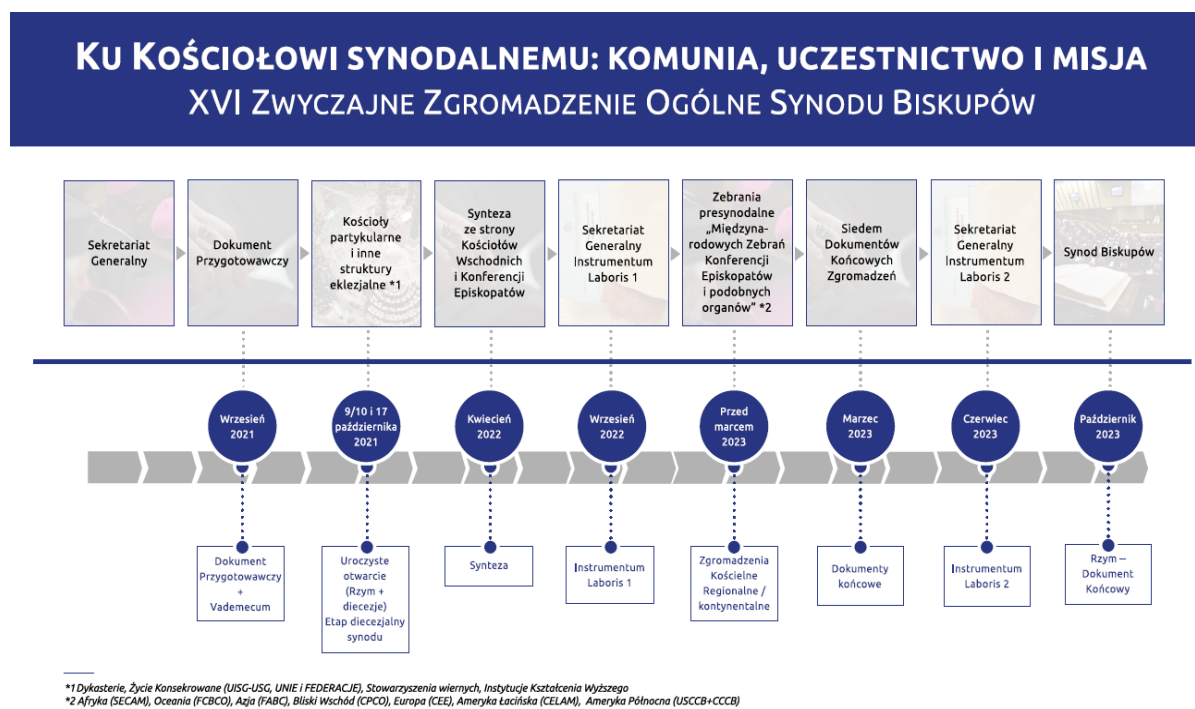 KU KOŚCIOŁOWI SYNODALNEMU: KOMUNIA, UCZESTNICTWO I MISJA
XVI ZWYCZAJNE ZGROMADZENIE OGÓLNE SYNODU BISKUPÓW
Sekretariat
Generalny
Dokument
Przygotowawczy
Kościoły
partykularne
i inne
struktury
eklezjalne *1
Synteza
ze strony
Kościołów
Wschodnich
i Konferencji
Episkopatów
Sekretariat
Generalny
Instrumentum
Laboris 1
Zebrania
presynodalne
„Międzyna-
rodowych Zebrań
Konferencji
Episkopatów
i podobnych
organów” *2
Siedem
Dokumentów
Końcowych
Zgromadzeń
Sekretariat
Generalny
Instrumentum
Laboris 2
Synod Biskupów
Wrzesień
2021
9/10 i 17
października
2021
Kwiecień
2022
Wrzesień
2022
Przed
marcem
2023
Marzec
2023
Czerwiec
2023
Październik
2023
Dokument
Przygotowawczy
+
Vademecum
Uroczyste
otwarcie
(Rzym +
diecezje)
Etap diecezjalny
synodu
Synteza
Instrumentum
Laboris 1
Zgromadzenia
Kościelne
Regionalne /
kontynentalne
Dokumenty
końcowe
Instrumentum
Laboris 2
Rzym –
Dokument
Końcowy
*1 Dykasterie, Życie Konsekrowane (UISG-USG, UNIE i FEDERACJE), Stowarzyszenia wiernych, Instytucje Kształcenia Wyższego
*2 Afryka (SECAM), Oceania (FCBCO), Azja (FABC), Bliski Wschód (CPCO), Europa (CEE), Ameryka Łacińska (CELAM), Ameryka Północna (USCCB+CCCB)